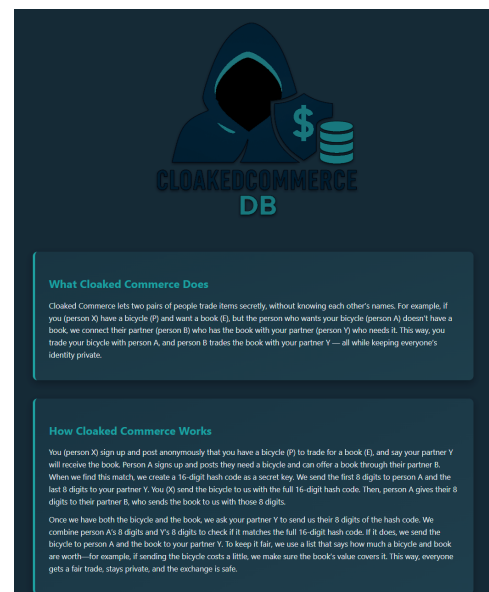 $
CLOAKEDCOMMERCE
DB
What Cloaked Commerce Does
Cloaked Commerce lets two pairs of people trade items secretly, without knowing each other's names. For example, if
you (person X) have a bicycle (P) and want a book (E), but the person who wants your bicycle (person A) doesn't have a
book, we connect their partner (person B) who has the book with your partner (person Y) who needs it. This way, you
trade your bicycle with person A, and person B trades the book with your partner Y — all while keeping everyone's
identity private.
How Cloaked Commerce Works
You (person X) sign up and post anonymously that you have a bicycle (P) to trade for a book (E), and say your partner Y
will receive the book. Person A signs up and posts they need a bicycle and can offer a book through their partner B.
When we find this match, we create a 16-digit hash code as a secret key. We send the first 8 digits to person A and the
last 8 digits to your partner Y. You (X) send the bicycle to us with the full 16-digit hash code. Then, person A gives their 8
digits to their partner B, who sends the book to us with those 8 digits.
Once we have both the bicycle and the book, we ask your partner Y to send us their 8 digits of the hash code. We
combine person A's 8 digits and Y's 8 digits to check if it matches the full 16-digit hash code. If it does, we send the
bicycle to person A and the book to your partner Y. To keep it fair, we use a list that says how much a bicycle and book
are worth—for example, if sending the bicycle costs a little, we make sure the book's value covers it. This way, everyone
gets a fair trade, stays private, and the exchange is safe.